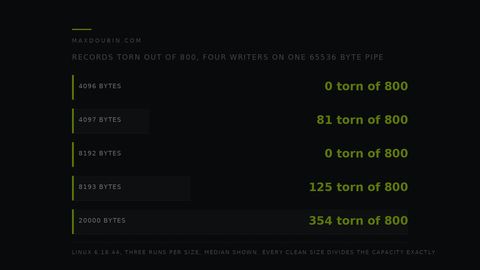 MAXDOURIN.COM
RECORDS TORN OUT OF 800, FOUR WRITERS ON ONE 65536 BYTE PIPE
4096 BYTES 0 torn of 800
4097 BYTES 81 torn of 800
8192 BYTES 0 torn of 800
8193 BYTES 125 torn of 800
20000 BYTES 354 torn of 800
LINUX 6.18.44, THREE RUNS PER SIZE, MEDIAN SHOWN. EVERY CLEAN SIZE DIVIDES THE CAPACITY EXACTLY